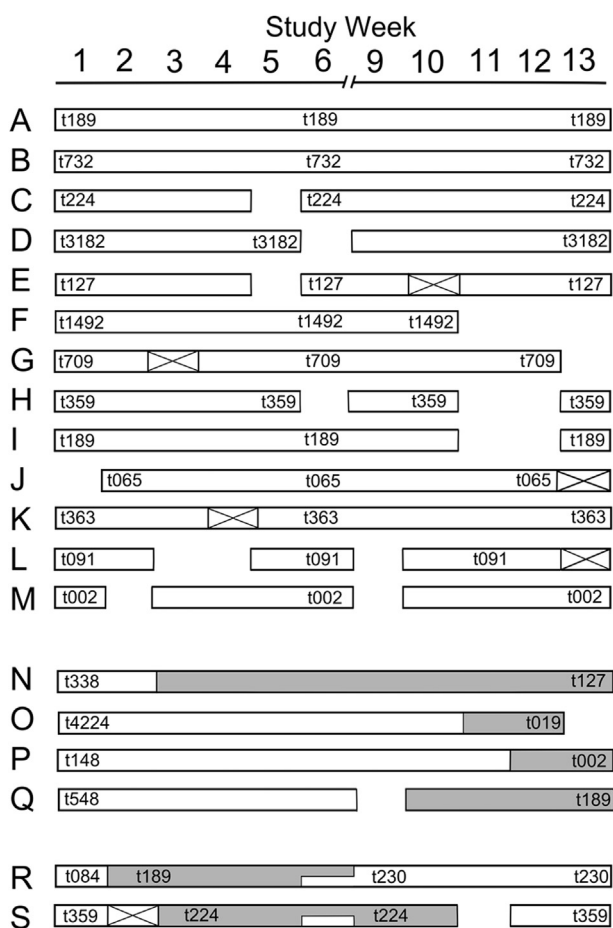 Study Week
1 2 3 4 5 6 9 10 11 12 13
A t189 t189 t189
B t732 t732 t732
C t224 t224 t224
D t3182 t3182 t3182
E t127 t127 t127
F t1492 t1492 t1492
G t709 t709 t709
H t359 t359 t359 t359
I t189 t189 t189
J t065 t065 t065
K t363 t363 t363
L t091 t091 t091
M t002 t002 t002
N t338 t127
O t4224 t019
P t148 t002
Q t548 t189
R t084 t189 t230 t230
S t359 t224 t224 t359